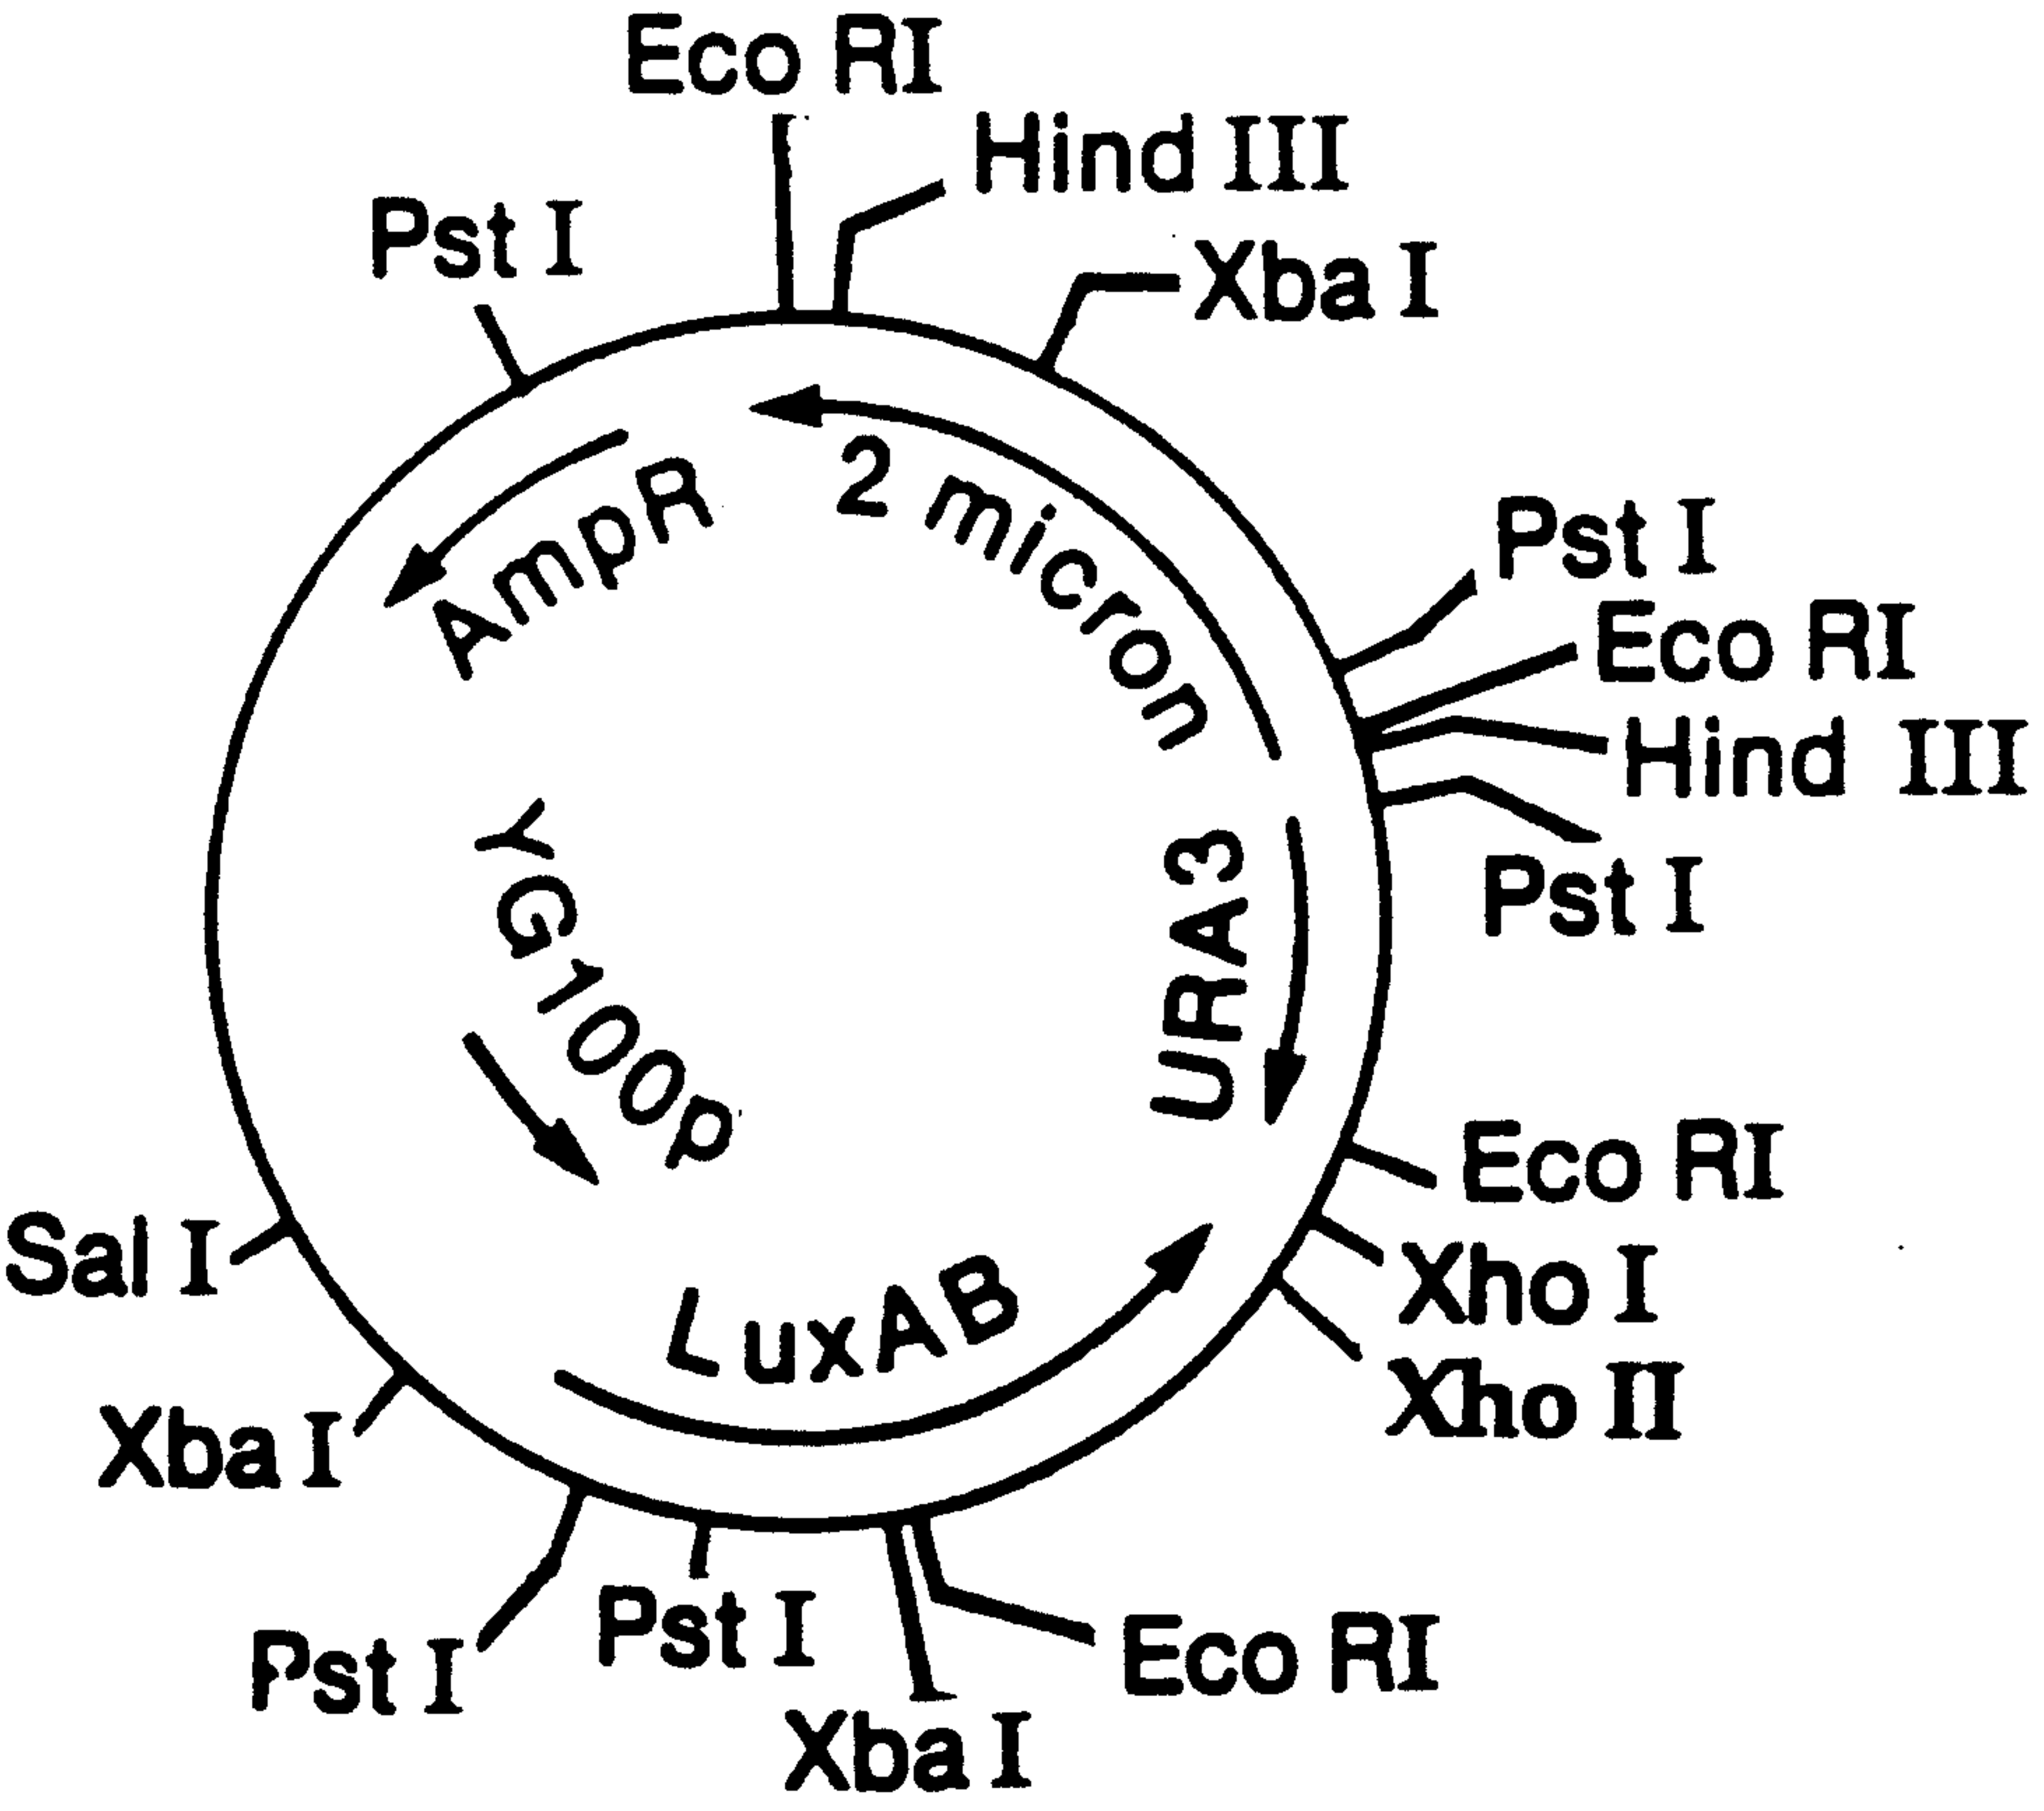 Eco RI
Hind III
Pst I
Xba I
2 micron
AmpR
Pst I
Eco RI
Hind III
Pst I
YG100p
URA3
Eco RI
Sal I
Xho I
LuxAB
Xho II
Xba I
Pst I
Pst I
Eco RI
Xba I